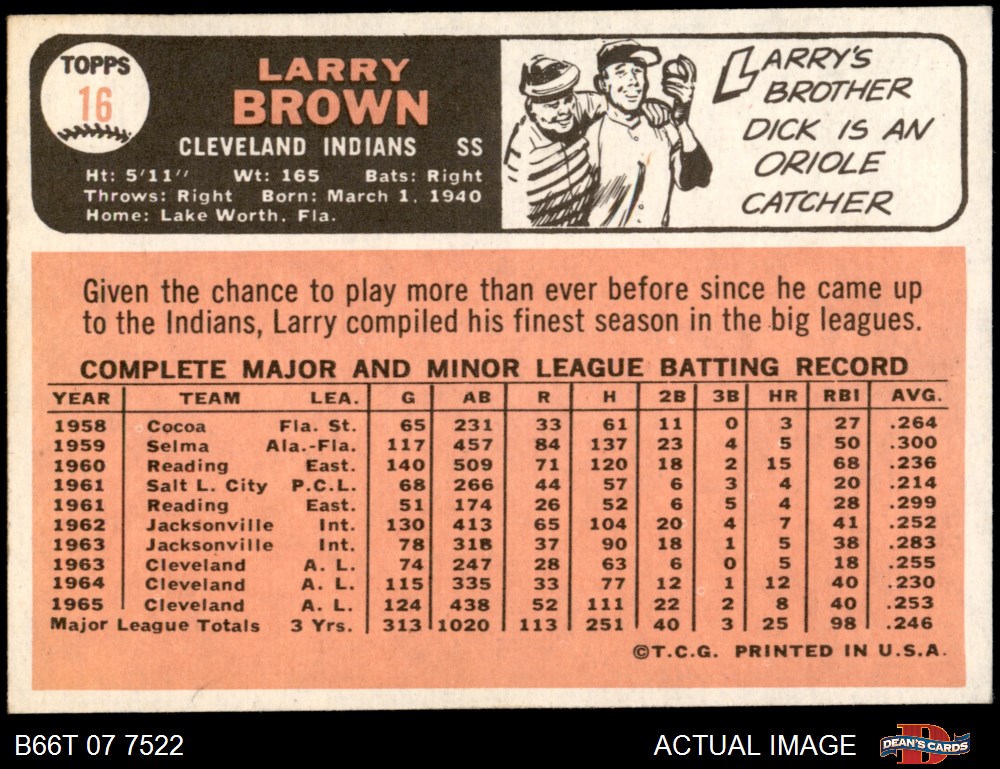 TOPPS
16
LARRY
BROWN
CLEVELAND INDIANS SS
Ht: 5'11" Wt: 165 Bats: Right
Throws: Right Born: March 1, 1940
Home: Lake Worth, Fla.
LARRY'S
BROTHER
DICK IS AN
ORIOLE
CATCHER
Given the chance to play more than ever before since he came up
to the Indians, Larry compiled his finest season in the big leagues.
COMPLETE MAJOR AND MINOR LEAGUE BATTING RECORD
YEAR TEAM LEA. G AB R H 2B 3B HR RBI AVG.
1958 Cocoa Fla. St. 65 231 33 61 11 0 3 27 .264
1959 Selma Ala.-Fla. 117 457 84 137 23 4 5 50 .300
1960 Reading East. 140 509 71 120 18 2 15 68 .236
1961 Salt L. City P.C.L. 68 266 44 57 6 3 4 20 .214
1961 Reading East. 51 174 26 52 6 5 4 28 .299
1962 Jacksonville Int. 130 413 65 104 20 4 7 41 .252
1963 Jacksonville Int. 78 318 37 90 18 1 5 38 .283
1963 Cleveland A. L. 74 247 28 63 6 0 5 18 .255
1964 Cleveland A. L. 115 335 33 77 12 1 12 40 .230
1965 Cleveland A. L. 124 438 52 111 22 2 8 40 .253
Major League Totals 3 Yrs. 313 1020 113 251 40 3 25 98 .246
©T.C.G. PRINTED IN U.S.A.
B66T 07 7522
ACTUAL IMAGE
D
DEAN'S CARDS